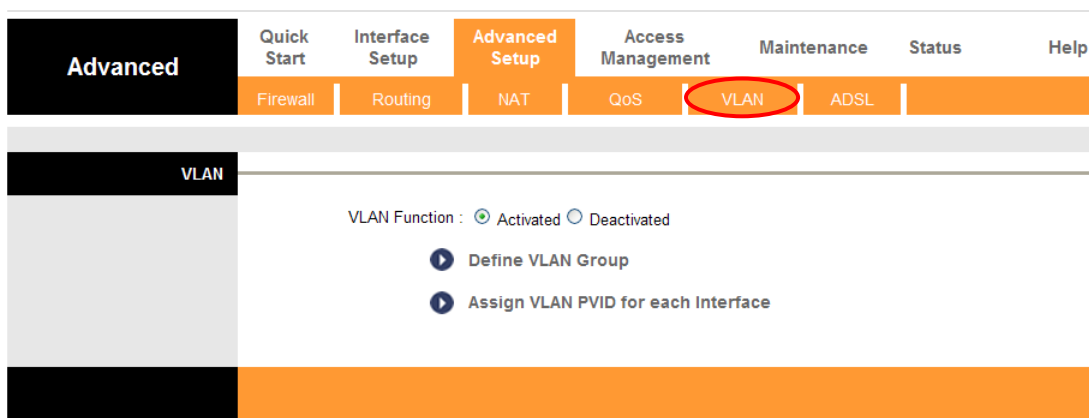 Advanced
Quick Start
Interface Setup
Advanced Setup
Access Management
Maintenance
Status
Help
Firewall
Routing
NAT
QoS
VLAN
ADSL
VLAN
VLAN Function : Activated Deactivated
Define VLAN Group
Assign VLAN PVID for each Interface